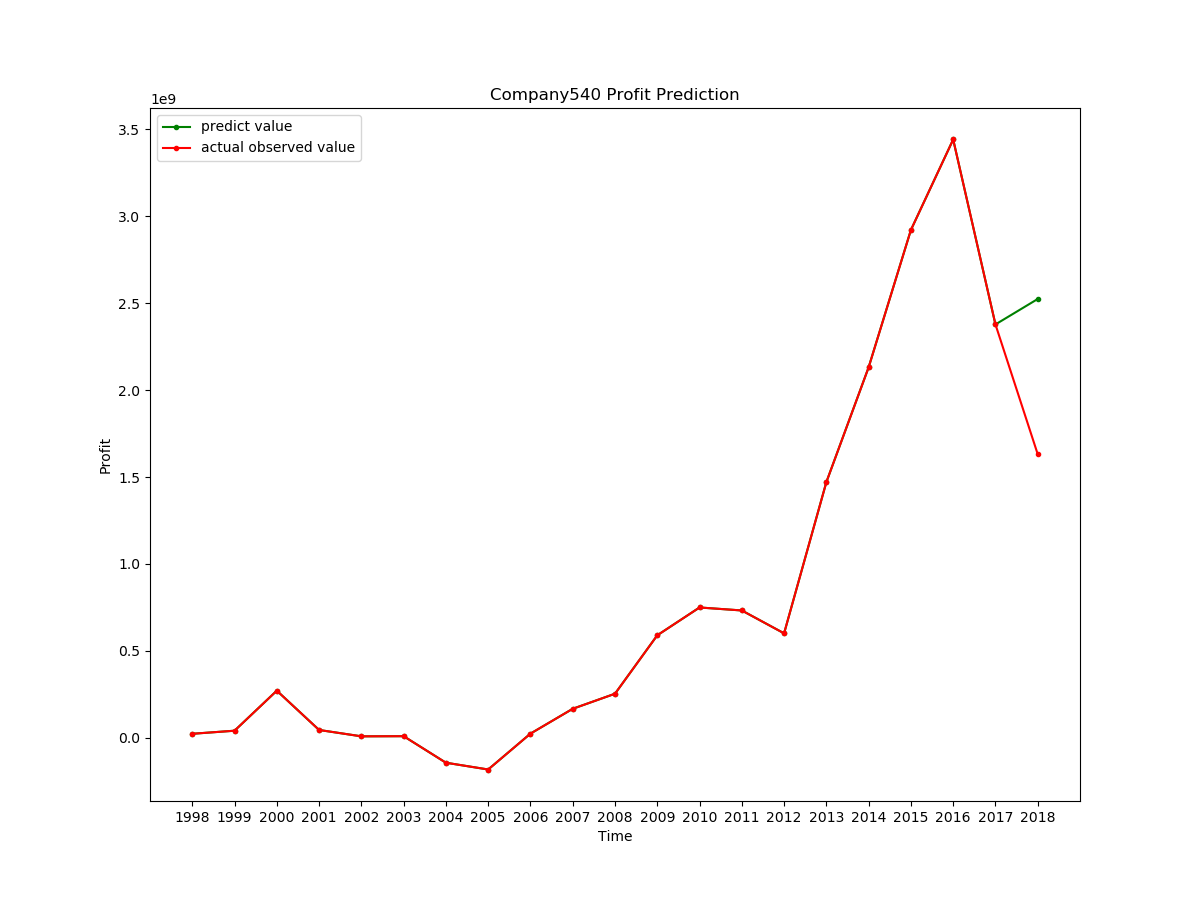 Company540 Profit Prediction
1e9
predict value
actual observed value
3.5
3.0
2.5
2.0
1.5
1.0
0.5
0.0
Profit
1998 1999 2000 2001 2002 2003 2004 2005 2006 2007 2008 2009 2010 2011 2012 2013 2014 2015 2016 2017 2018
Time